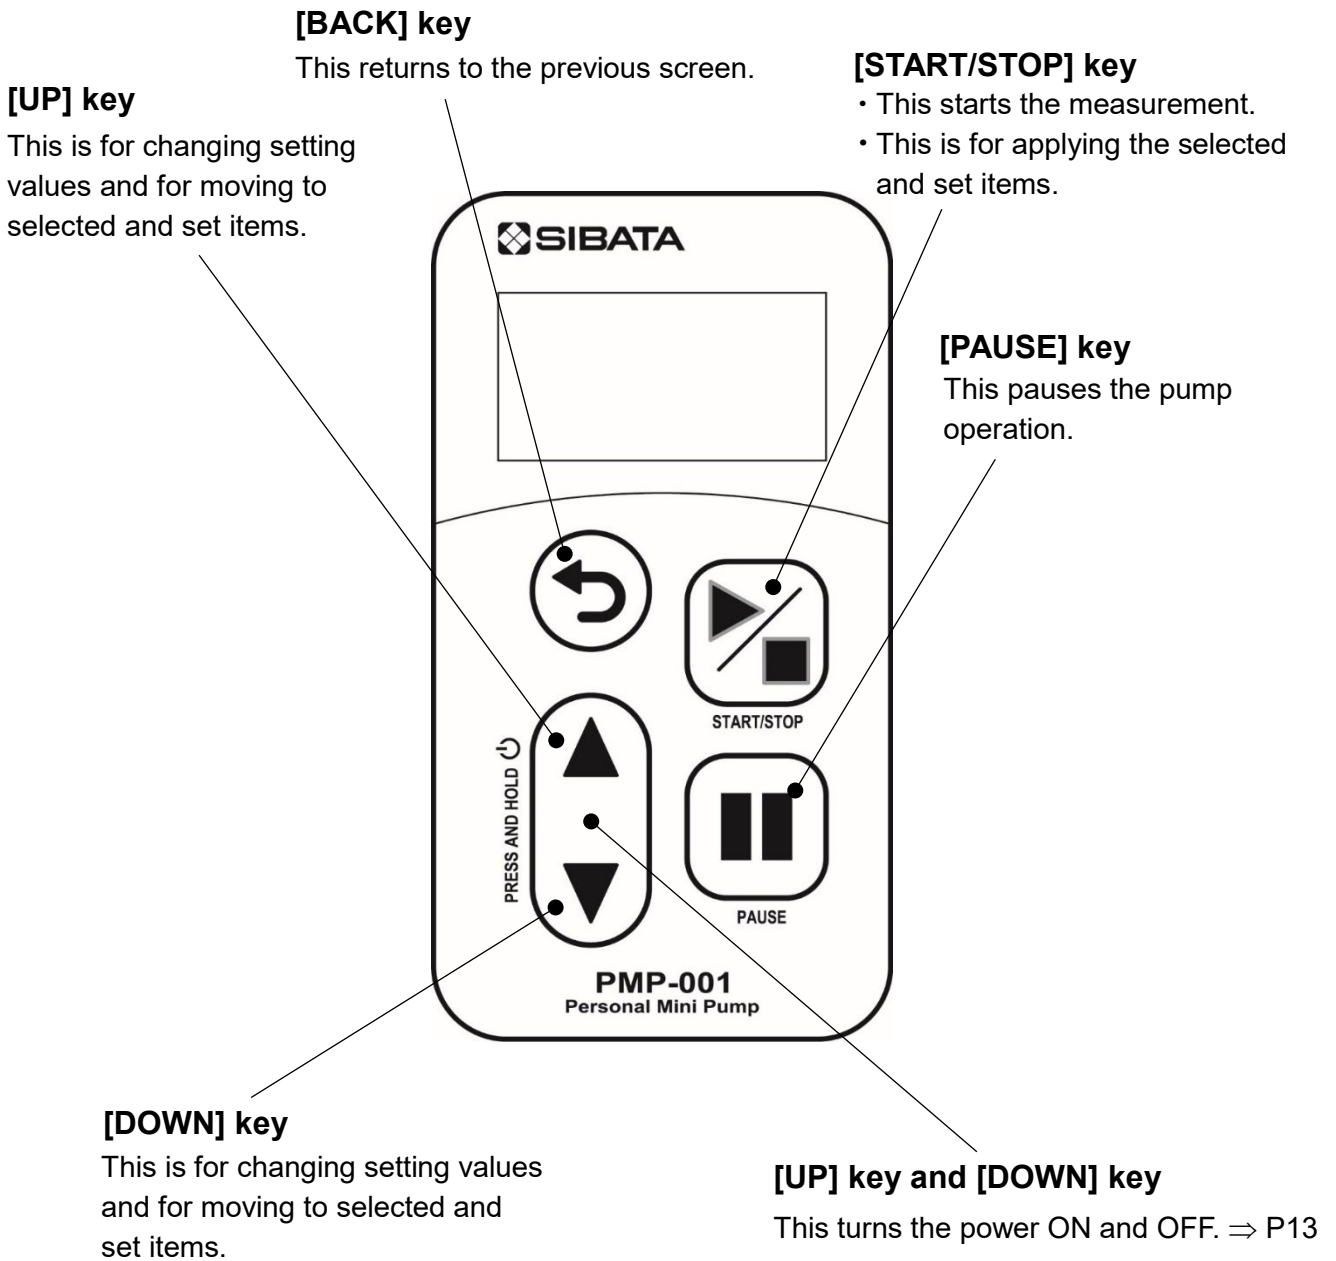 [BACK] key
This returns to the previous screen.
[START/STOP] key
・This starts the measurement.
・This is for applying the selected
and set items.
[UP] key
This is for changing setting
values and for moving to
selected and set items.
SIBATA
[PAUSE] key
This pauses the pump
operation.
START/STOP
PRESS AND HOLD
PAUSE
PMP-001
Personal Mini Pump
[DOWN] key
This is for changing setting values
and for moving to selected and
set items.
[UP] key and [DOWN] key
This turns the power ON and OFF. ⇒ P13